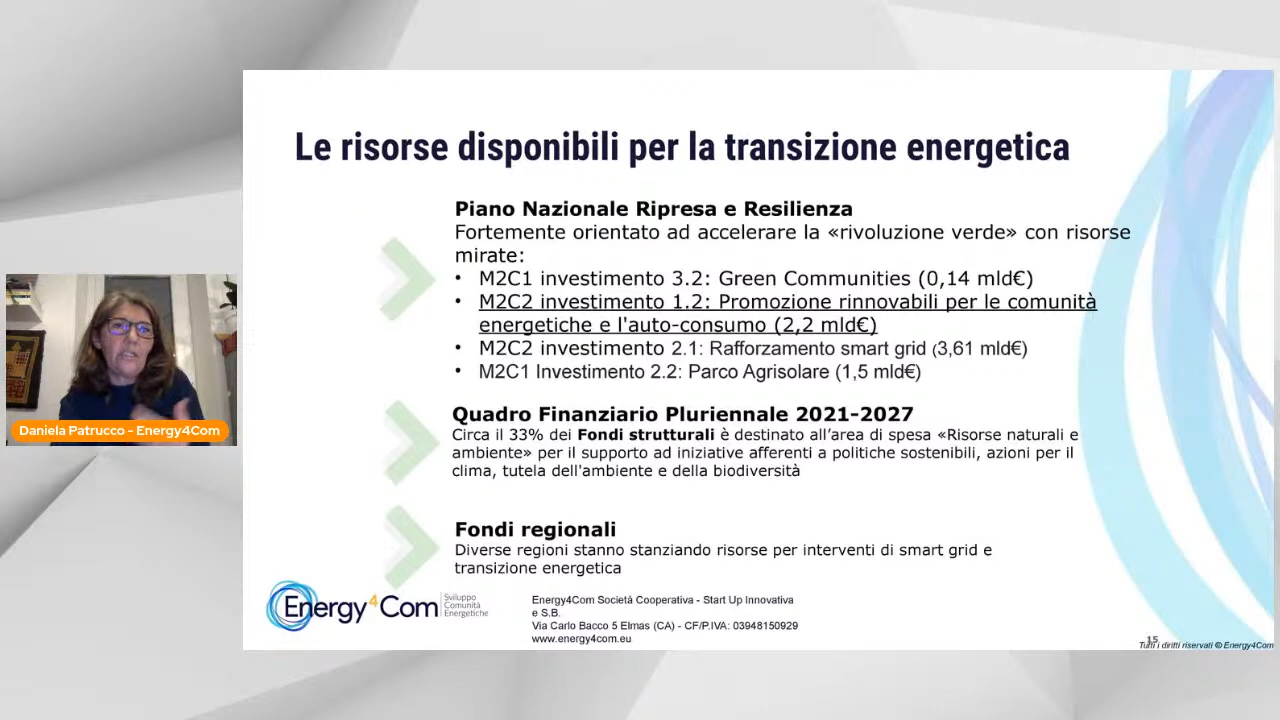 Le risorse disponibili per la transizione energetica
Piano Nazionale Ripresa e Resilienza
Fortemente orientato ad accelerare la «rivoluzione verde» con risorse
mirate:
• M2C1 investimento 3.2: Green Communities (0,14 mld€)
• M2C2 investimento 1.2: Promozione rinnovabili per le comunità
energetiche e l'auto-consumo (2,2 mld€)
• M2C2 investimento 2.1: Rafforzamento smart grid (3,61 mld€)
• M2C1 Investimento 2.2: Parco Agrisolare (1,5 mld€)
Quadro Finanziario Pluriennale 2021-2027
Circa il 33% dei Fondi strutturali è destinato all’area di spesa «Risorse naturali e
ambiente» per il supporto ad iniziative afferenti a politiche sostenibili, azioni per il
clima, tutela dell'ambiente e della biodiversità
Fondi regionali
Diverse regioni stanno stanziando risorse per interventi di smart grid e
transizione energetica
Daniela Patrucco - Energy4Com
Energy4Com
Sviluppo
Comunità
Energetiche
Energy4Com Società Cooperativa - Start Up Innovativa
e S.B.
Via Carlo Bacco 5 Elmas (CA) - CF/P.IVA: 03948150929
www.energy4com.eu
15
Tutti i diritti riservati © Energy4Com